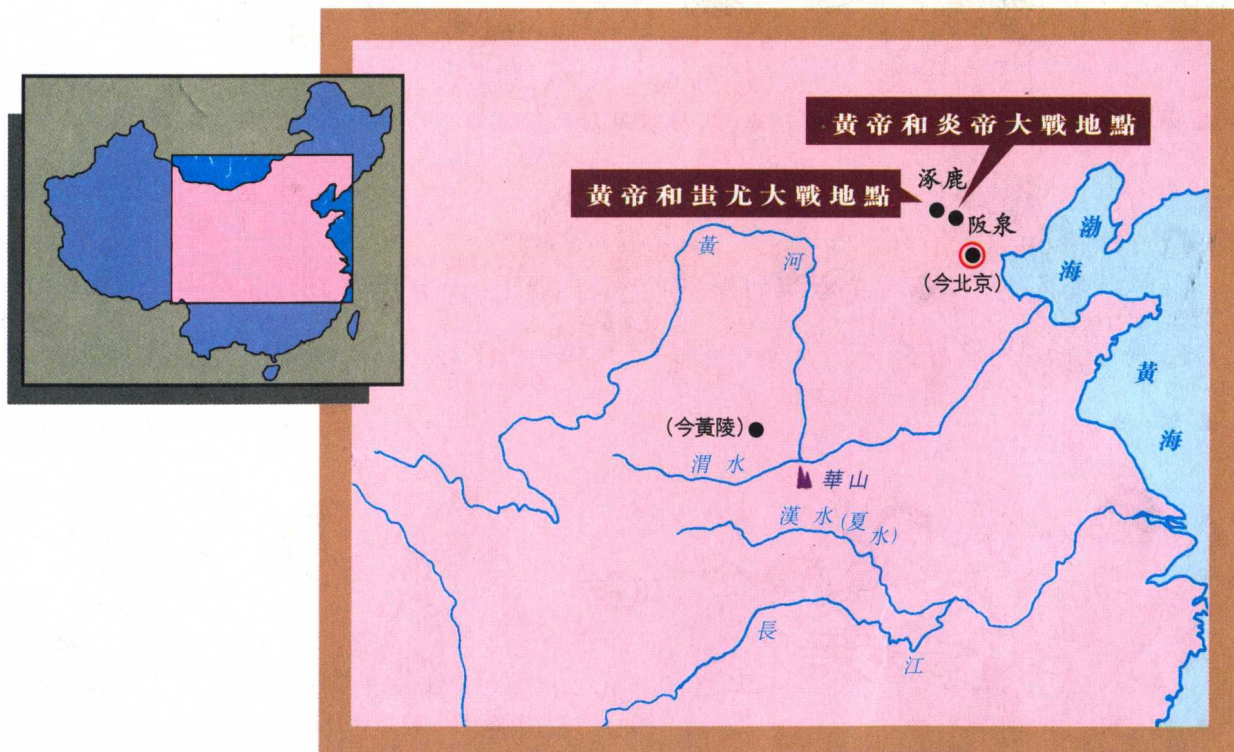 黃帝和炎帝大戰地點
黃帝和蚩尤大戰地點
涿鹿
阪泉
(今北京)
渤海
黃河
黃海
(今黃陵)
渭水
華山
漢水(夏水)
長江